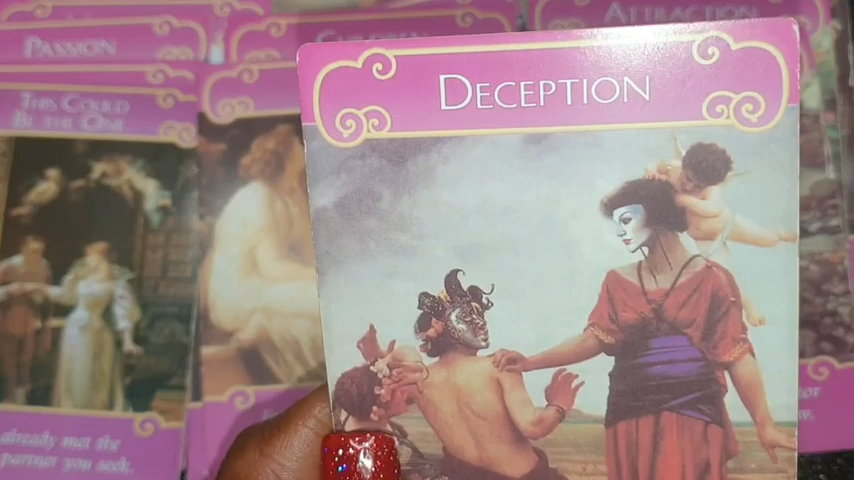 PASSION
ATTRACTION
THIS COULD
BE THE ONE
DECEPTION
already met the
partner you seek.